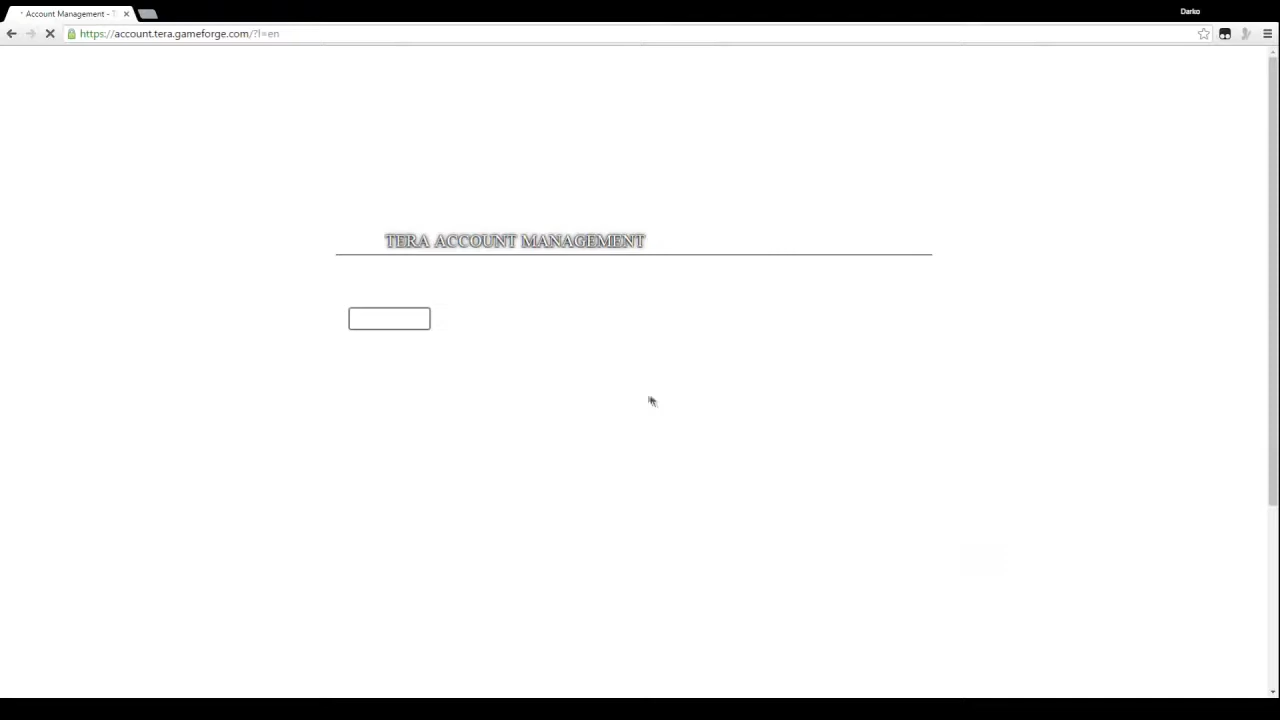 Account Management - T
Darko
https://account.tera.gameforge.com/?l=en
TERA ACCOUNT MANAGEMENT